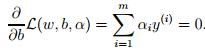 ∂/∂b ℒ(w, b, α) = ∑_{i=1}^{m} α_i y^{(i)} = 0.